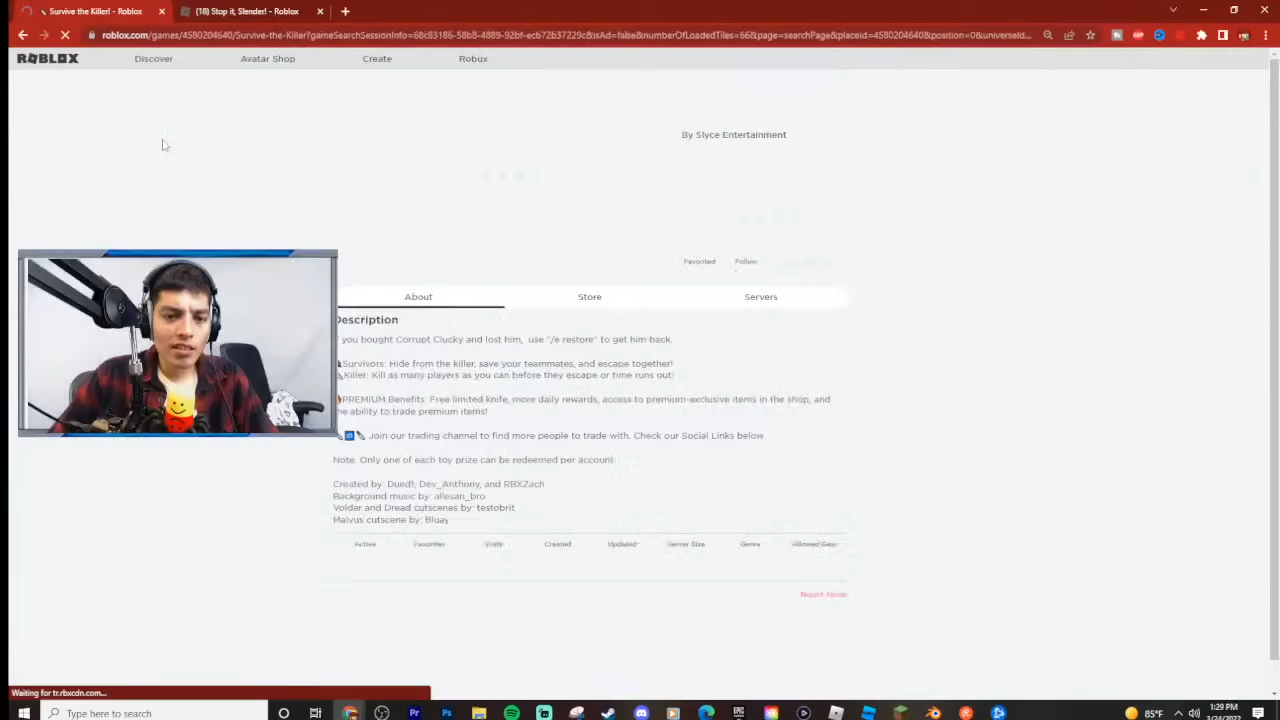 Survive the Killer! - Roblox
(18) Stop it, Slender! - Roblox
roblox.com/games/4580204640/Survive-the-Killer?gameSearchSessionInfo=68c83186-58b8-4889-92bf-ecb72b37229c&isAd=false&numberOfLoadedTiles=66&page=searchPage&placeId=4580204640&position=0&universeId...
ROBLOX
Discover
Avatar Shop
Create
Robux
By Slyce Entertainment
Favorited
Follow
About
Store
Servers
Description
you bought Corrupt Clucky and lost him, use "/e restore" to get him back.
Survivors: Hide from the killer, save your teammates, and escape together!
Killer: Kill as many players as you can before they escape or time runs out!
PREMIUM Benefits: Free limited knife, more daily rewards, access to premium-exclusive items in the shop, and
he ability to trade premium items!
Join our trading channel to find more people to trade with. Check our Social Links below.
Note: Only one of each toy prize can be redeemed per account.
Created by: Dued1, Dev_Anthony, and RBXZach
Background music by: allesan_bro
Voldar and Dread cutscenes by: testobrit
Malvus cutscene by: Bluay
Active
Favorites
Visits
Created
Updated
Server Size
Genre
Allowed Gear
Report Abuse
Waiting for tr.rbxcdn.com...
Type here to search
85°F
1:29 PM
3/24/2022